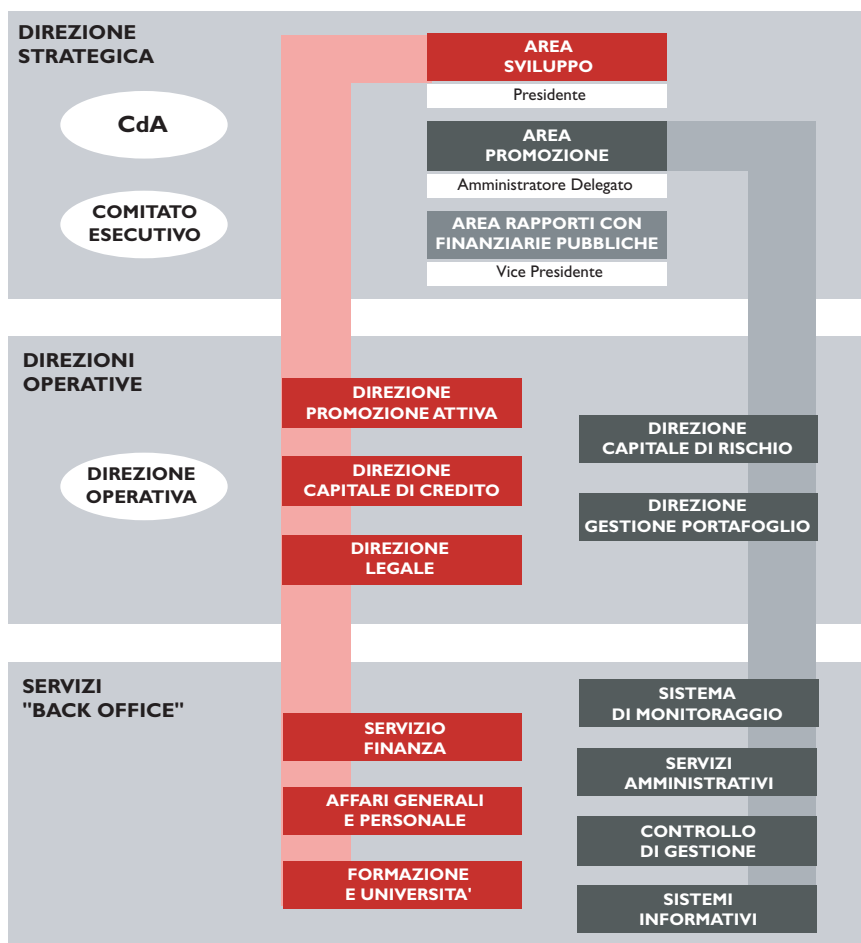 DIREZIONE
STRATEGICA
CdA
COMITATO
ESECUTIVO
AREA
SVILUPPO
Presidente
AREA
PROMOZIONE
Amministratore Delegato
AREA RAPPORTI CON
FINANZIARIE PUBBLICHE
Vice Presidente
DIREZIONI
OPERATIVE
DIREZIONE
OPERATIVA
DIREZIONE
PROMOZIONE ATTIVA
DIREZIONE
CAPITALE DI CREDITO
DIREZIONE
LEGALE
DIREZIONE
CAPITALE DI RISCHIO
DIREZIONE
GESTIONE PORTAFOGLIO
SERVIZI
"BACK OFFICE"
SERVIZIO
FINANZA
AFFARI GENERALI
E PERSONALE
FORMAZIONE
E UNIVERSITA'
SISTEMA
DI MONITORAGGIO
SERVIZI
AMMINISTRATIVI
CONTROLLO
DI GESTIONE
SISTEMI
INFORMATIVI